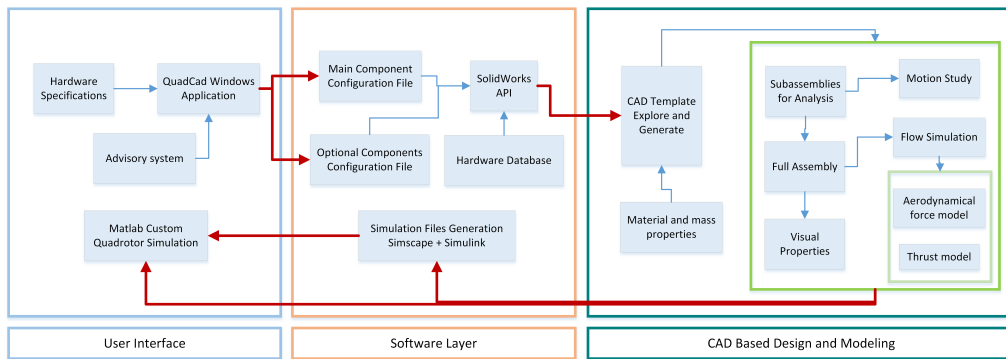 Hardware
Specifications
QuadCad Windows
Application
Advisory system
Matlab Custom
Quadrotor Simulation
Main Component
Configuration File
SolidWorks
API
Optional Components
Configuration File
Hardware Database
Simulation Files Generation
Simscape + Simulink
CAD Template
Explore and
Generate
Material and mass
properties
Subassemblies
for Analysis
Motion Study
Full Assembly
Flow Simulation
Visual
Properties
Aerodynamical
force model
Thrust model
User Interface
Software Layer
CAD Based Design and Modeling